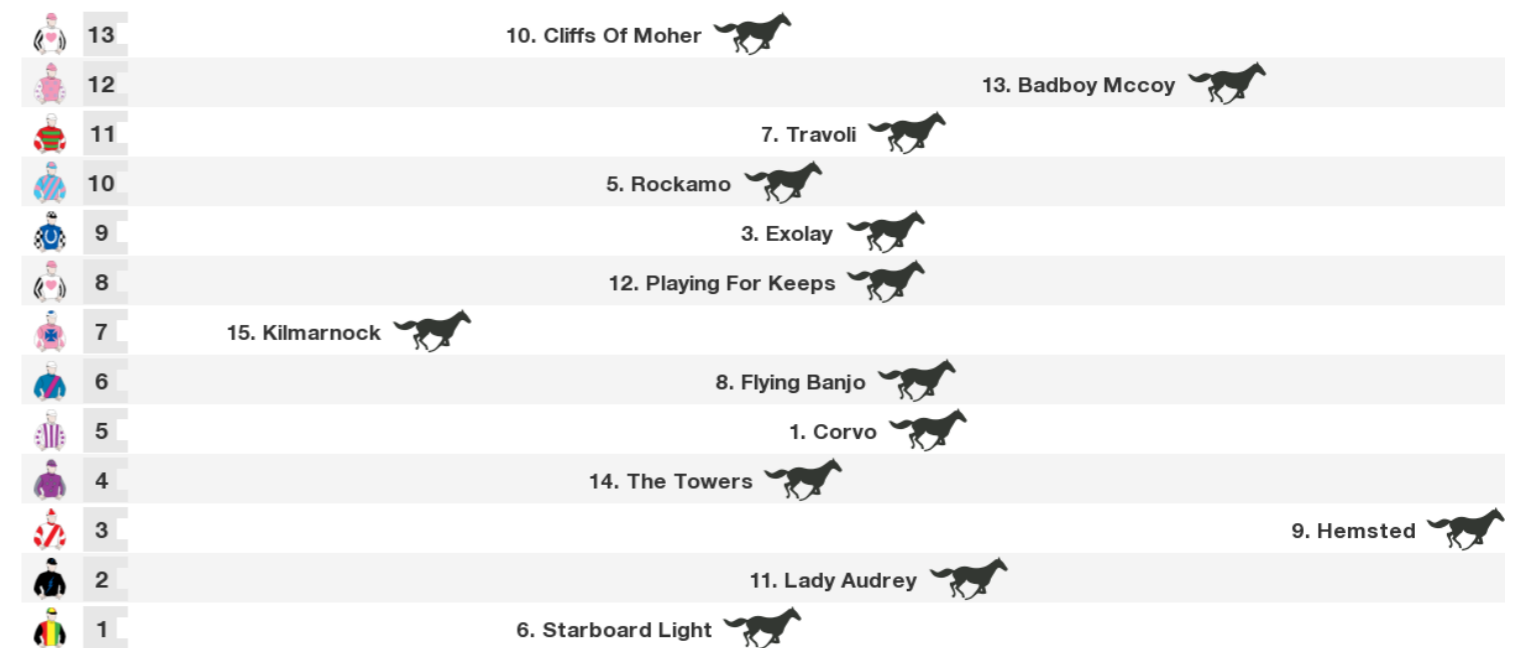 13 10. Cliffs Of Moher
12 13. Badboy Mccoy
11 7. Travoli
10 5. Rockamo
9 3. Exolay
8 12. Playing For Keeps
7 15. Kilmarnock
6 8. Flying Banjo
5 1. Corvo
4 14. The Towers
3 9. Hemsted
2 11. Lady Audrey
1 6. Starboard Light